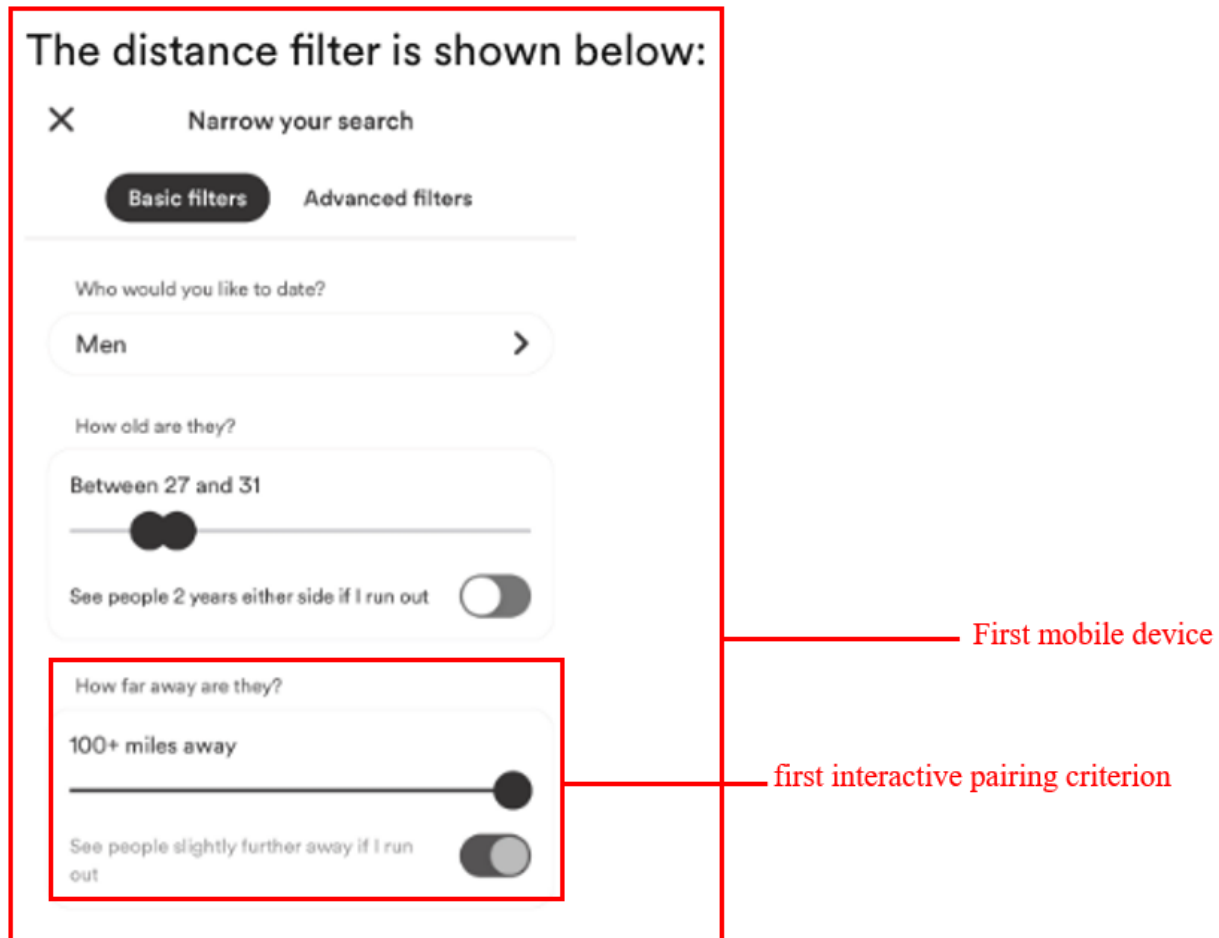 The distance filter is shown below:
Narrow your search
Basic filters Advanced filters
Who would you like to date?
Men
How old are they?
Between 27 and 31
See people 2 years either side if I run out
First mobile device
How far away are they?
100+ miles away
first interactive pairing criterion
See people slightly further away if I run
out